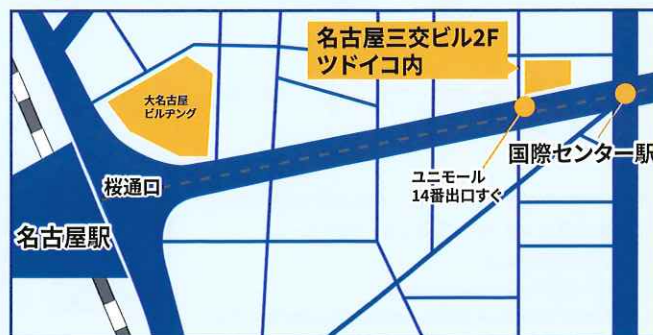 名古屋三交ビル2F
ツドイコ内
大名古屋
ビルヂング
国際センター駅
ユニモール
14番出口すぐ
桜通口
名古屋駅